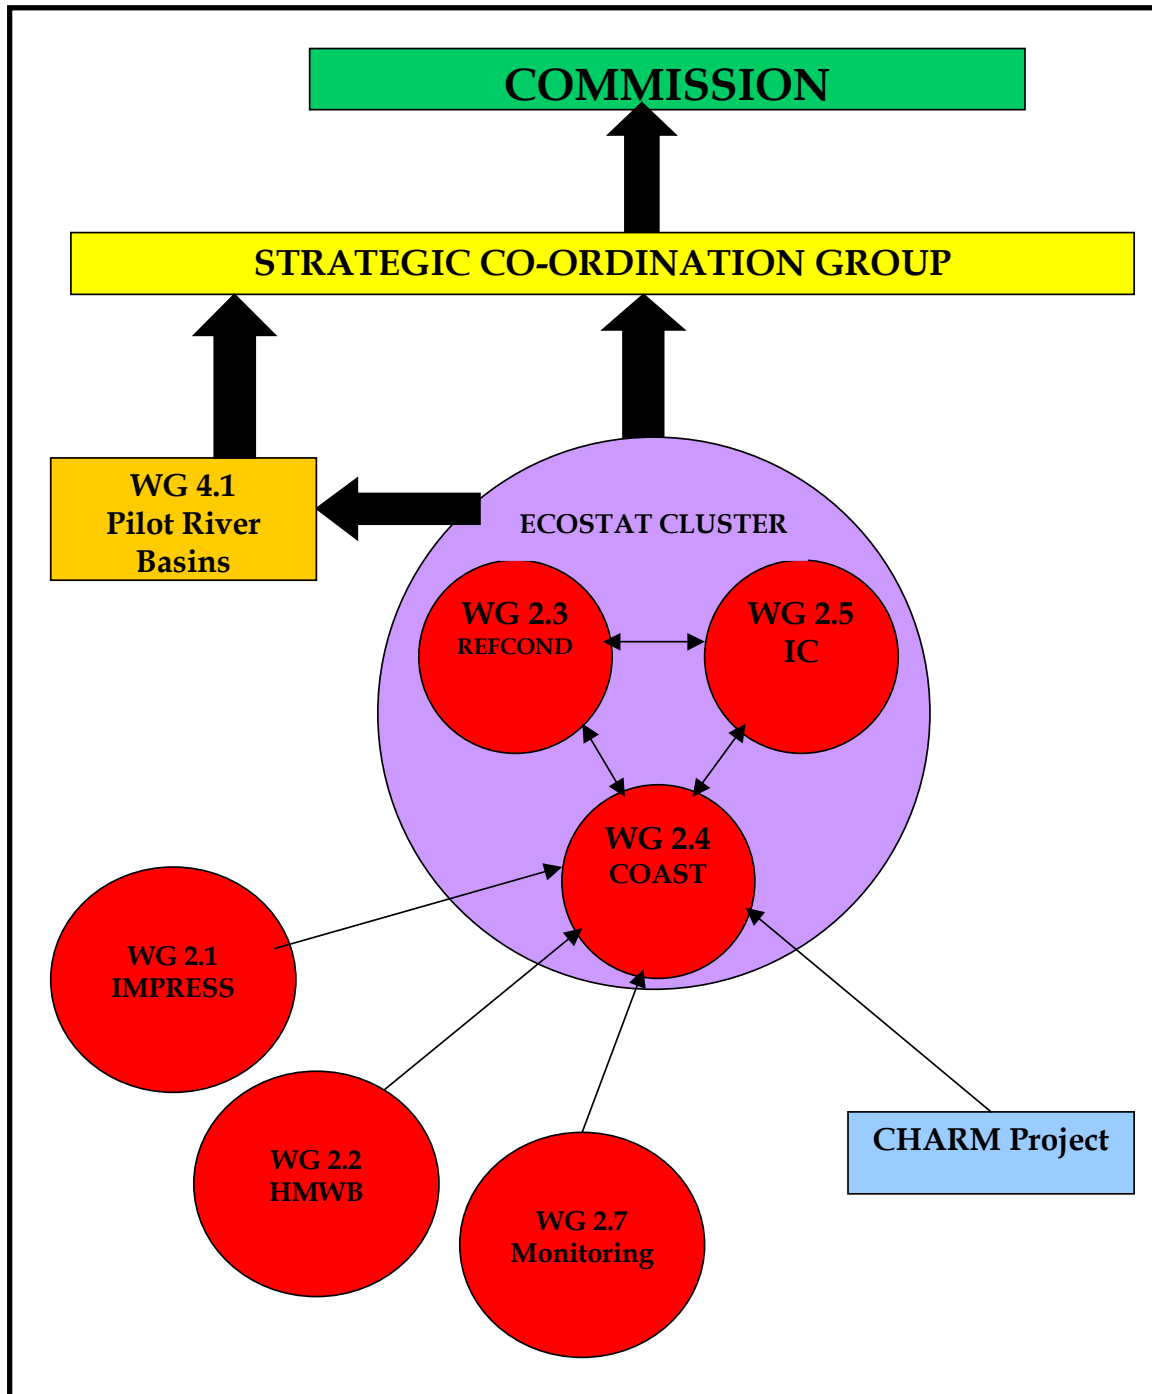 COMMISSION
STRATEGIC CO-ORDINATION GROUP
WG 4.1
Pilot River
Basins
ECOSTAT CLUSTER
WG 2.3
REFCOND
WG 2.5
IC
WG 2.4
COAST
WG 2.1
IMPRESS
WG 2.2
HMWB
WG 2.7
Monitoring
CHARM Project